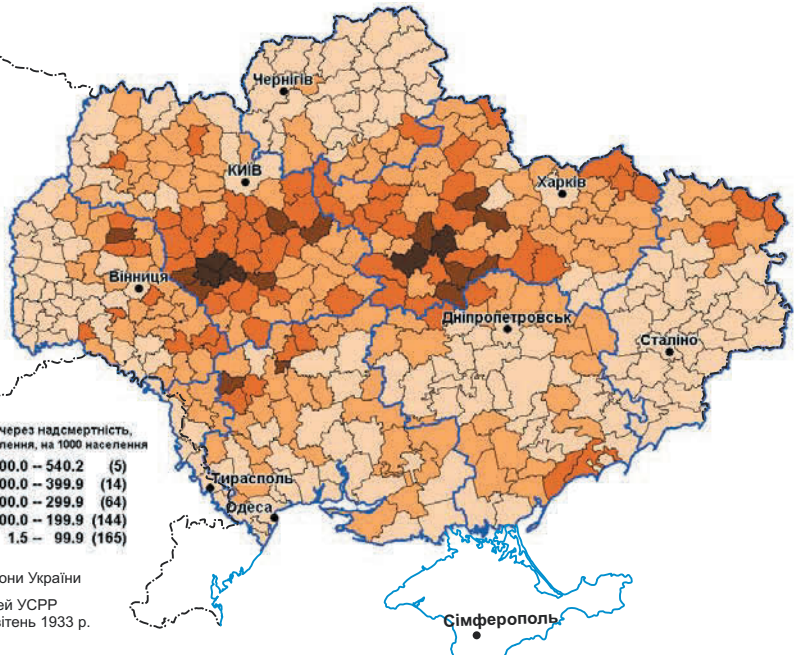 Чернігів
КИЇВ
Харків
Вінниця
Дніпропетровськ
Сталіно
через надсмертність,
лення, на 1000 населення
00.0 – 540.2 (5)
00.0 – 399.9 (14)
00.0 – 299.9 (64)
00.0 – 199.9 (144)
1.5 – 99.9 (165)
Тирасполь
Одеса
они України
ей УСРР
вітень 1933 р.
Сімферополь